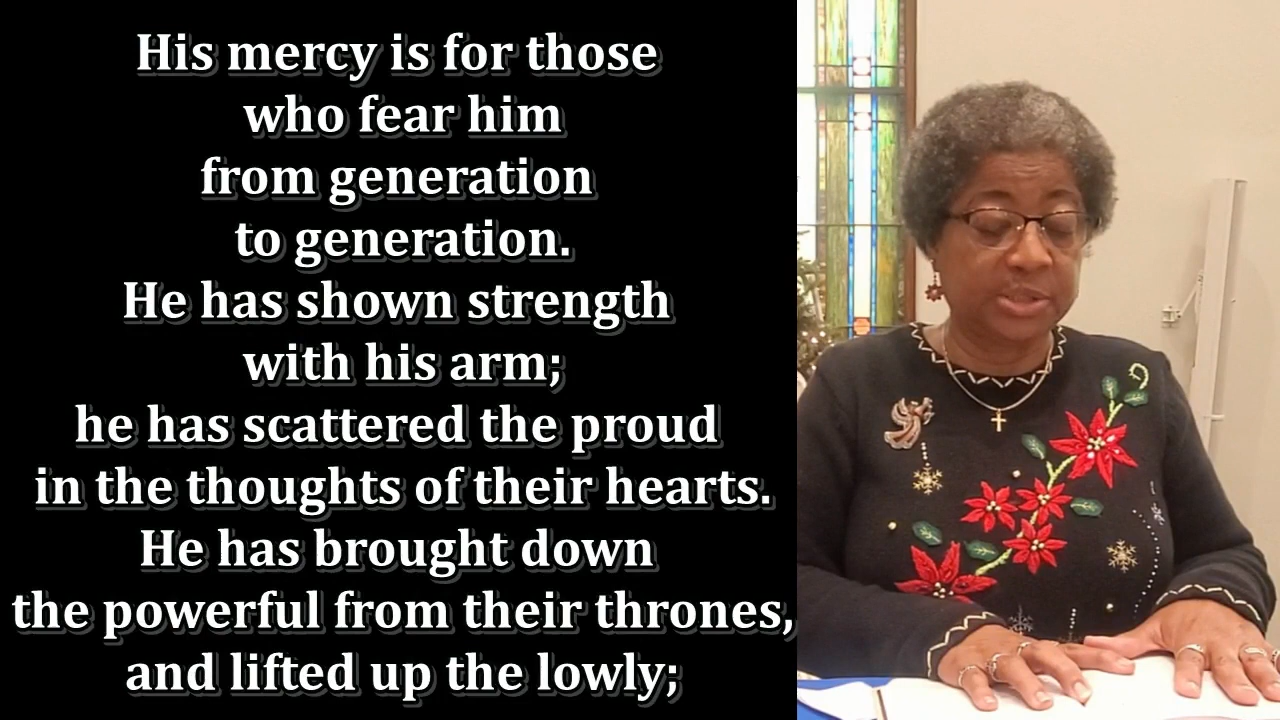 His mercy is for those
who fear him
from generation
to generation.
He has shown strength
with his arm;
he has scattered the proud
in the thoughts of their hearts.
He has brought down
the powerful from their thrones,
and lifted up the lowly;